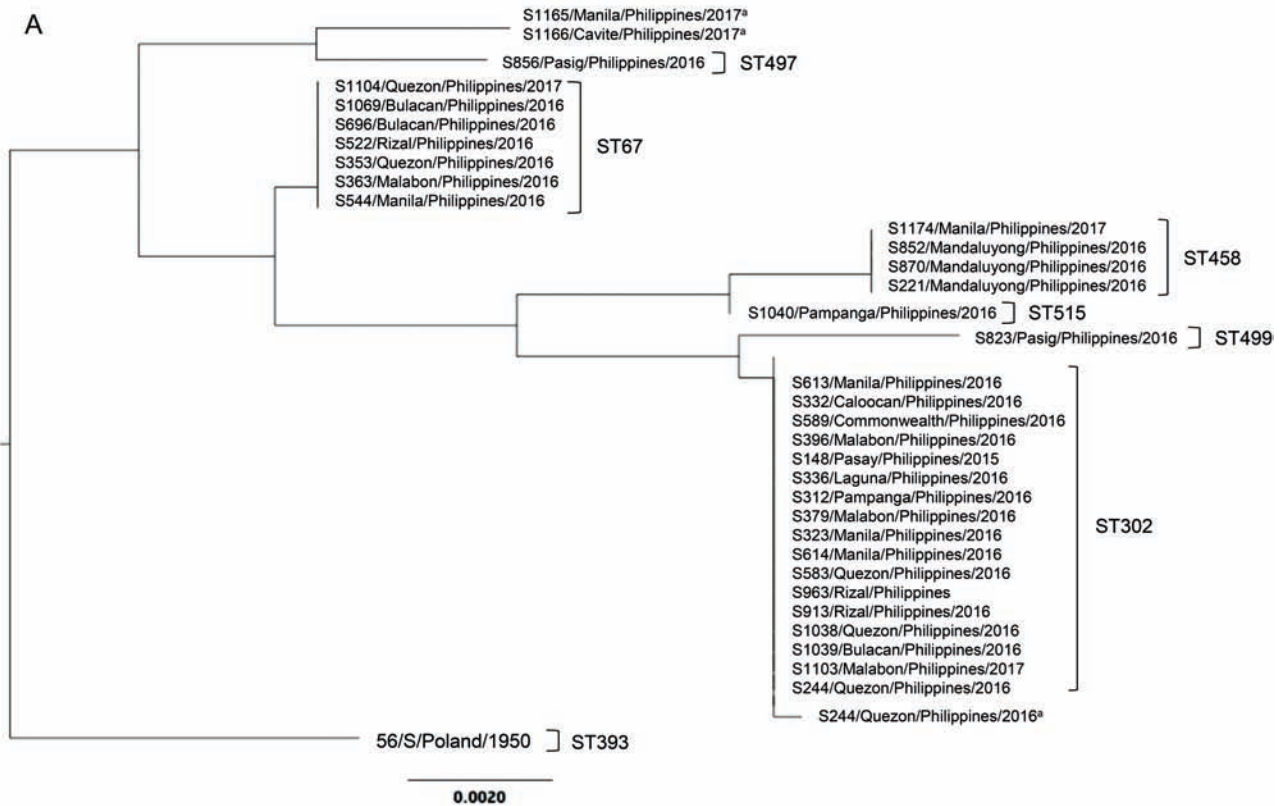 A
S1165/Manila/Philippines/2017ª
S1166/Cavite/Philippines/2017ª
S856/Pasig/Philippines/2016 ST497
S1104/Quezon/Philippines/2017
S1069/Bulacan/Philippines/2016
S696/Bulacan/Philippines/2016
S522/Rizal/Philippines/2016
ST67
S353/Quezon/Philippines/2016
S363/Malabon/Philippines/2016
S544/Manila/Philippines/2016
S1174/Manila/Philippines/2017
S852/Mandaluyong/Philippines/2016
ST458
S870/Mandaluyong/Philippines/2016
S221/Mandaluyong/Philippines/2016
S1040/Pampanga/Philippines/2016 ST515
S823/Pasig/Philippines/2016 ST499
S613/Manila/Philippines/2016
S332/Caloocan/Philippines/2016
S589/Commonwealth/Philippines/2016
S396/Malabon/Philippines/2016
S148/Pasay/Philippines/2015
S336/Laguna/Philippines/2016
S312/Pampanga/Philippines/2016
S379/Malabon/Philippines/2016
ST302
S323/Manila/Philippines/2016
S614/Manila/Philippines/2016
S583/Quezon/Philippines/2016
S963/Rizal/Philippines
S913/Rizal/Philippines/2016
S1038/Quezon/Philippines/2016
S1039/Bulacan/Philippines/2016
S1103/Malabon/Philippines/2017
S244/Quezon/Philippines/2016
S244/Quezon/Philippines/2016ª
56/S/Poland/1950 ST393
0.0020